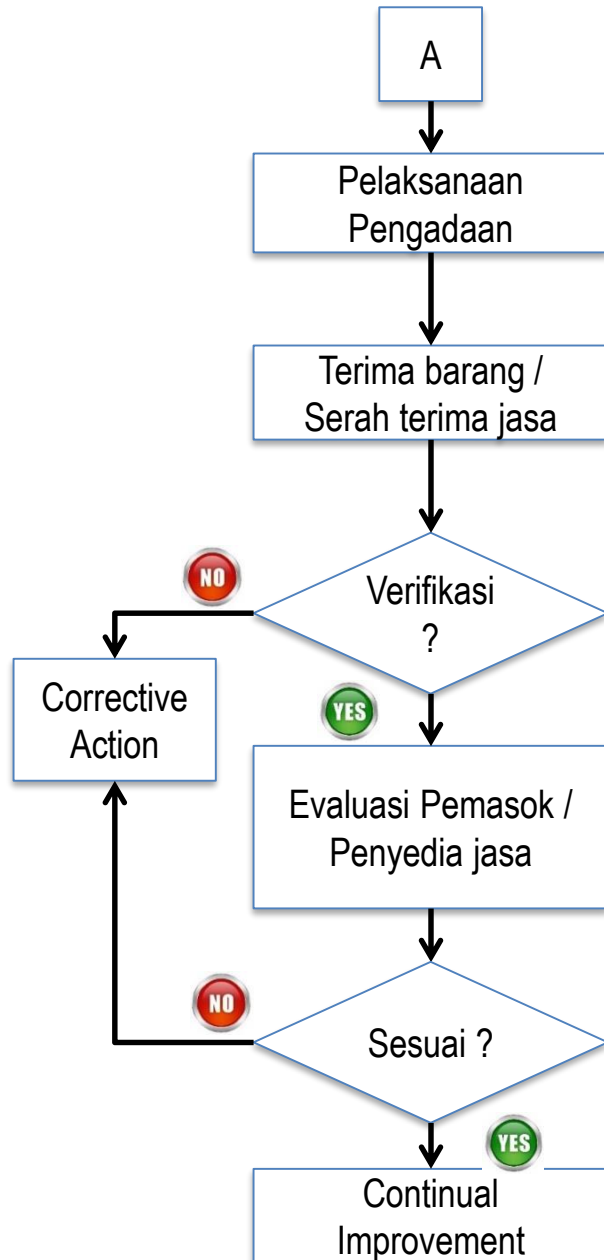 A
Pelaksanaan
Pengadaan
Terima barang /
Serah terima jasa
NO
Verifikasi
?
Corrective
Action
YES
Evaluasi Pemasok /
Penyedia jasa
NO
Sesuai ?
YES
Continual
Improvement